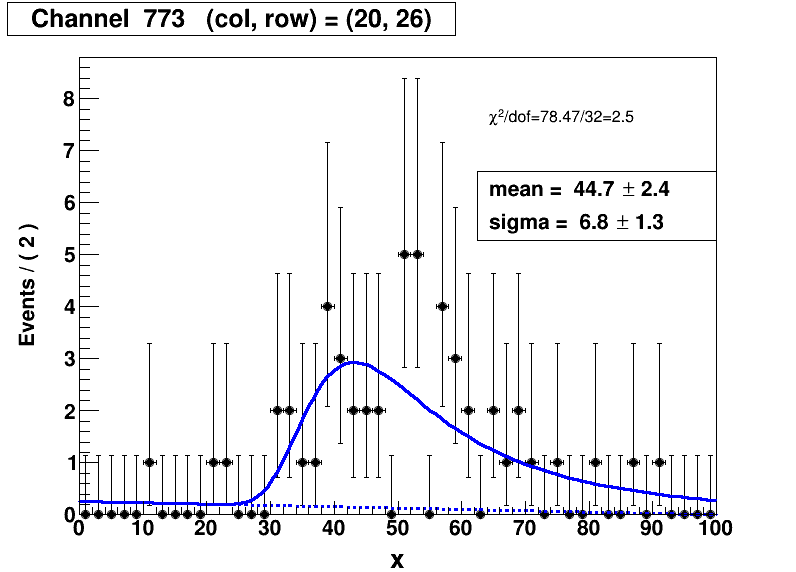 Channel 773 (col, row) = (20, 26)
χ²/dof=78.47/32=2.5
mean = 44.7 ± 2.4
sigma = 6.8 ± 1.3
Events / ( 2 )
8
7
6
5
4
3
2
1
0
0 10 20 30 40 50 60 70 80 90 100
x